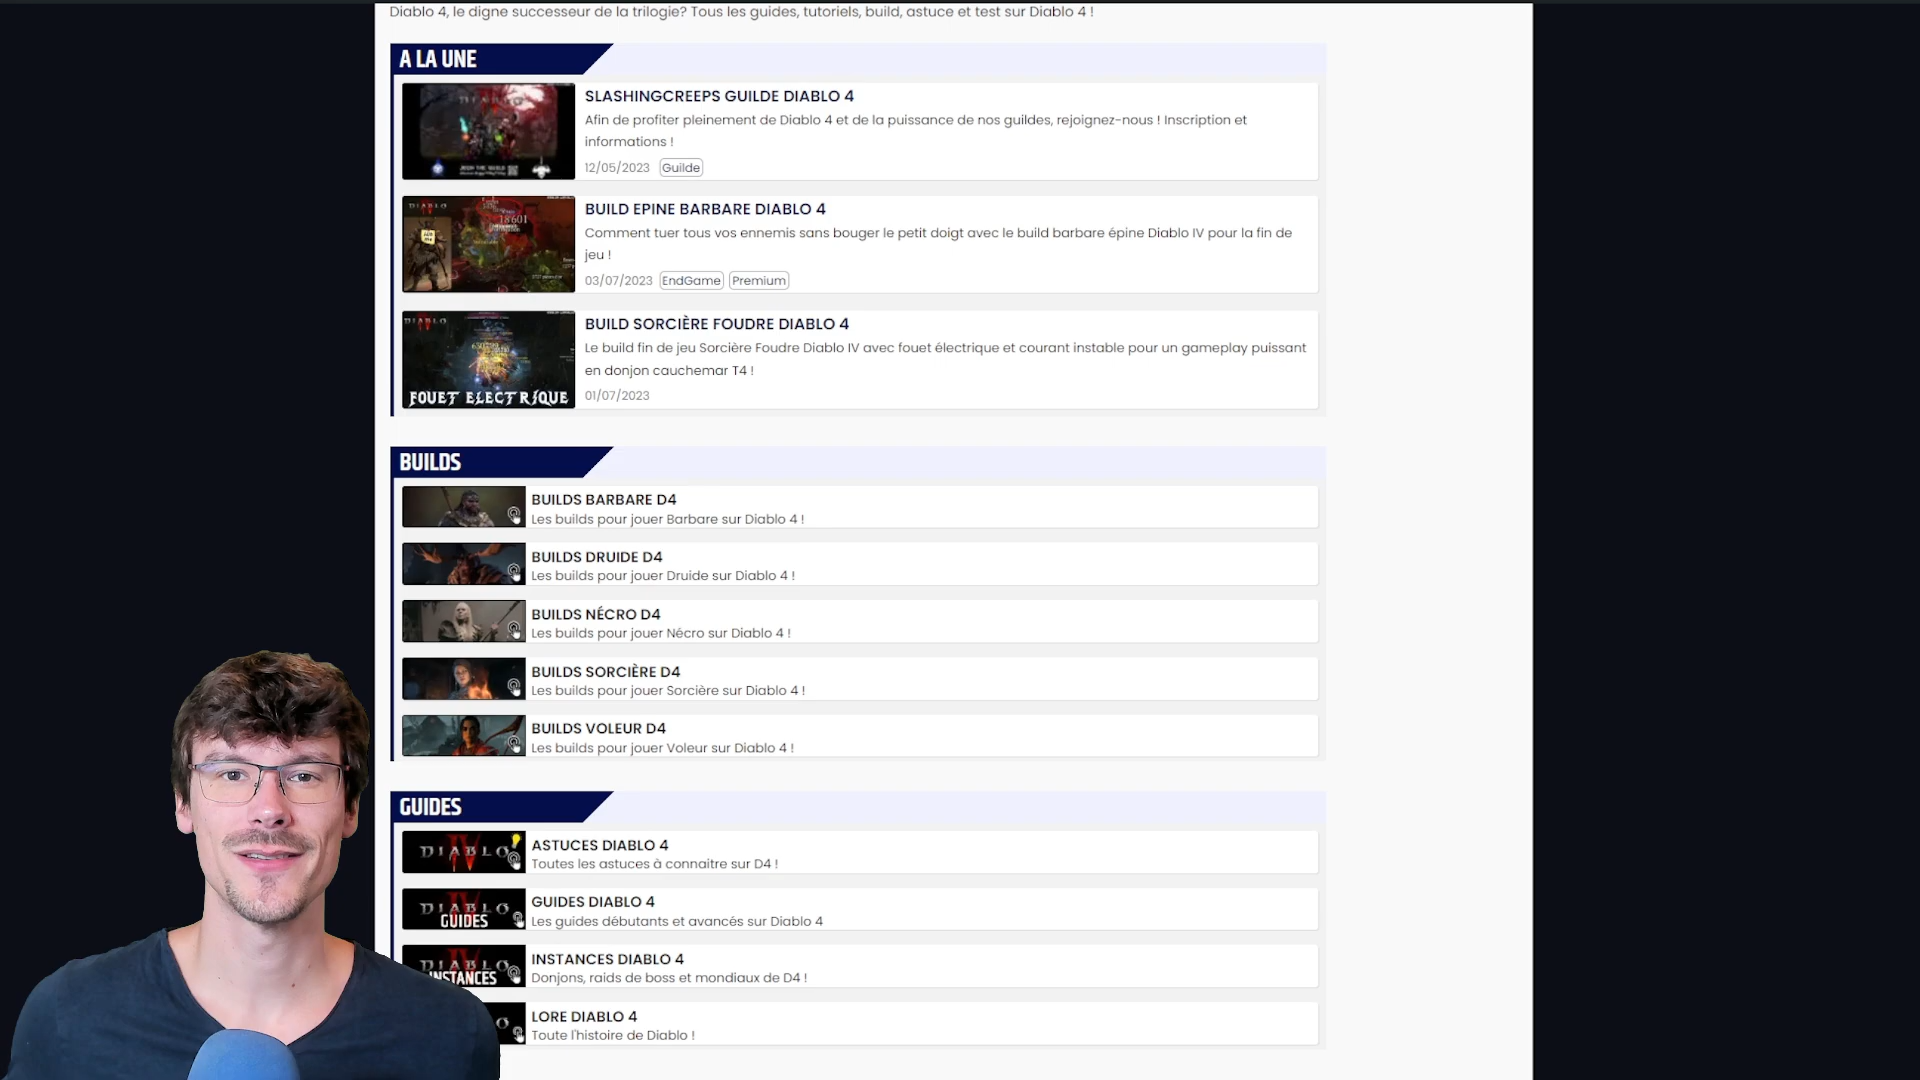 Diablo 4, le digne successeur de la trilogie? Tous les guides, tutoriels, build, astuce et test sur Diablo 4 !
A LA UNE
SLASHINGCREEPS GUILDE DIABLO 4
Afin de profiter pleinement de Diablo 4 et de la puissance de nos guildes, rejoignez-nous ! Inscription et
informations !
12/05/2023 Guilde
DIABLO
18601
BUILD EPINE BARBARE DIABLO 4
Comment tuer tous vos ennemis sans bouger le petit doigt avec le build barbare épine Diablo IV pour la fin de
jeu !
03/07/2023 EndGame Premium
DIABLO
FOUET ELECTRIQUE
BUILD SORCIÈRE FOUDRE DIABLO 4
Le build fin de jeu Sorcière Foudre Diablo IV avec fouet électrique et courant instable pour un gameplay puissant
en donjon cauchemar T4 !
01/07/2023
BUILDS
BUILDS BARBARE D4
Les builds pour jouer Barbare sur Diablo 4 !
BUILDS DRUIDE D4
Les builds pour jouer Druide sur Diablo 4 !
BUILDS NÉCRO D4
Les builds pour jouer Nécro sur Diablo 4 !
BUILDS SORCIÈRE D4
Les builds pour jouer Sorcière sur Diablo 4 !
BUILDS VOLEUR D4
Les builds pour jouer Voleur sur Diablo 4 !
GUIDES
DIABLO IV
ASTUCES DIABLO 4
Toutes les astuces à connaitre sur D4 !
DIABLO IV
GUIDES
GUIDES DIABLO 4
Les guides débutants et avancés sur Diablo 4
DIABLO IV
INSTANCES
INSTANCES DIABLO 4
Donjons, raids de boss et mondiaux de D4 !
LORE DIABLO 4
Toute l'histoire de Diablo !